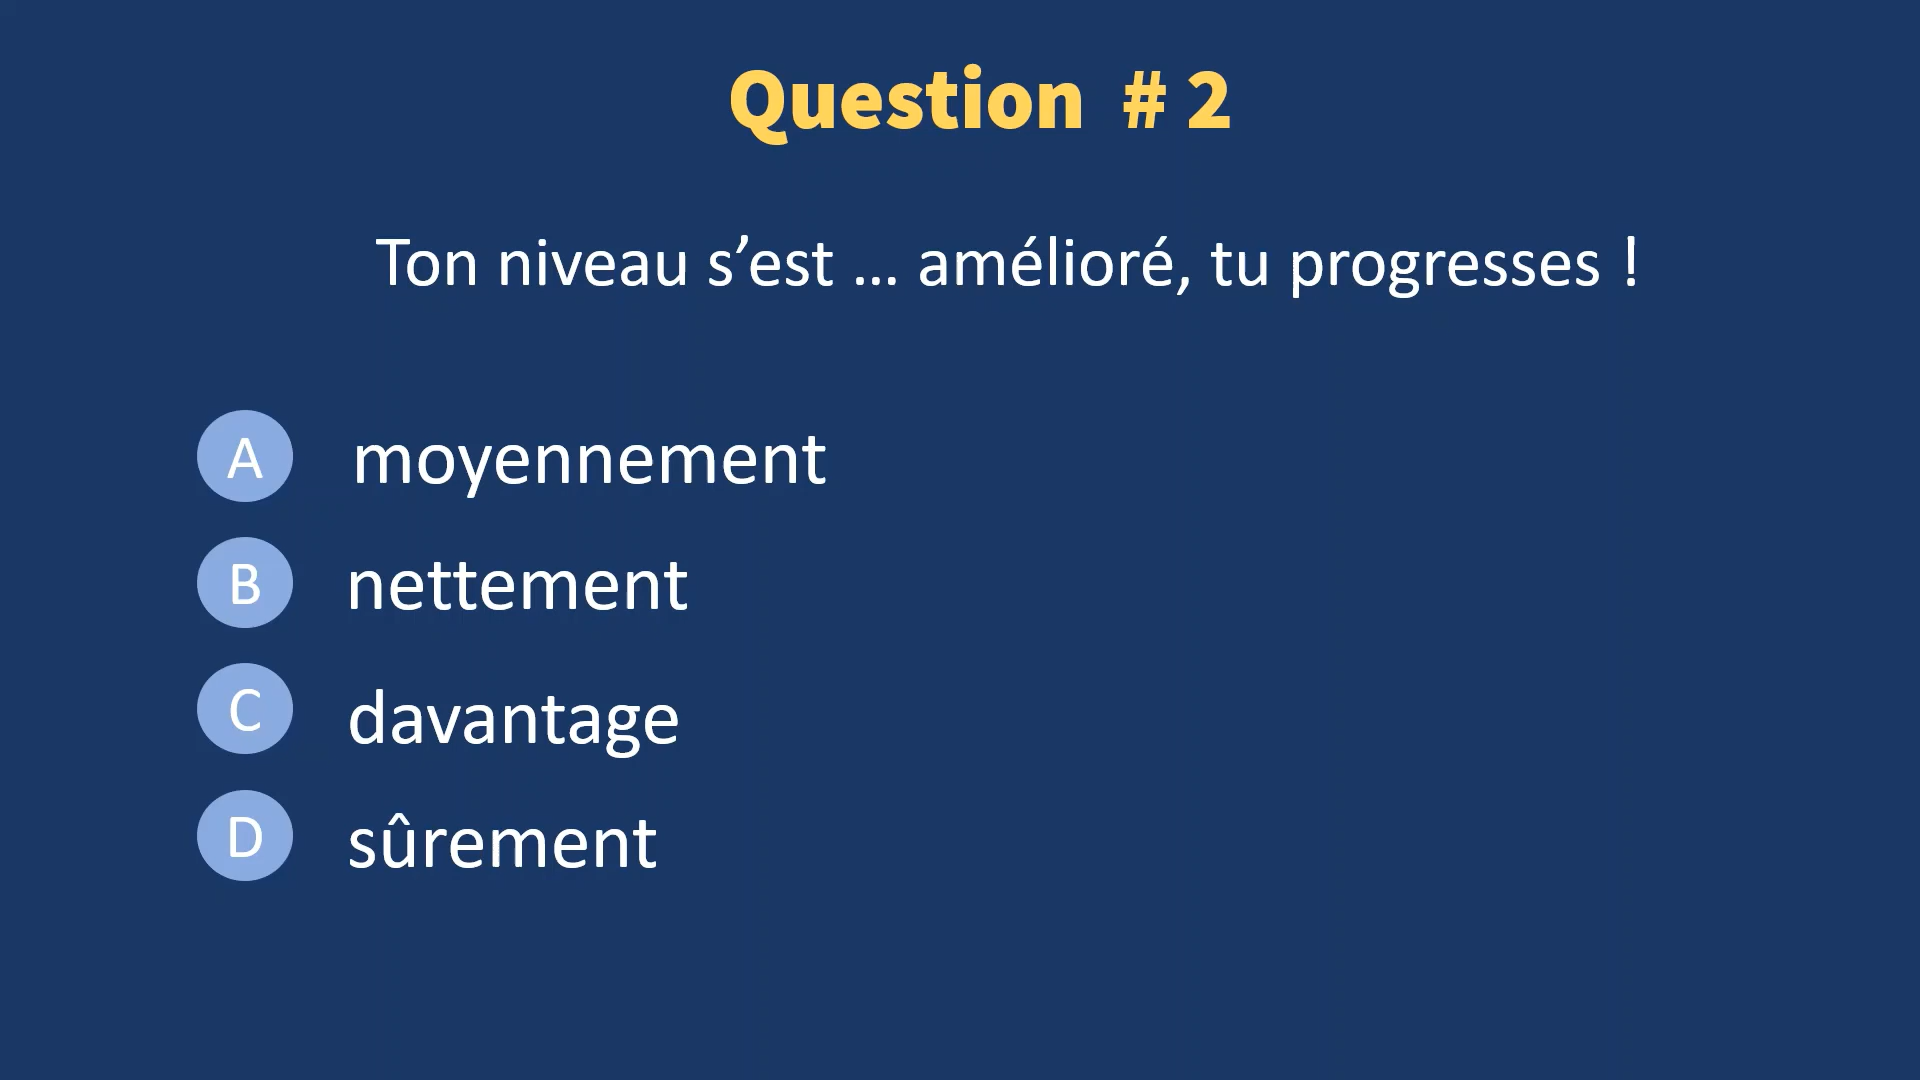 Question # 2
Ton niveau s’est ... amélioré, tu progresses !
A moyennement
B nettement
C davantage
D sûrement